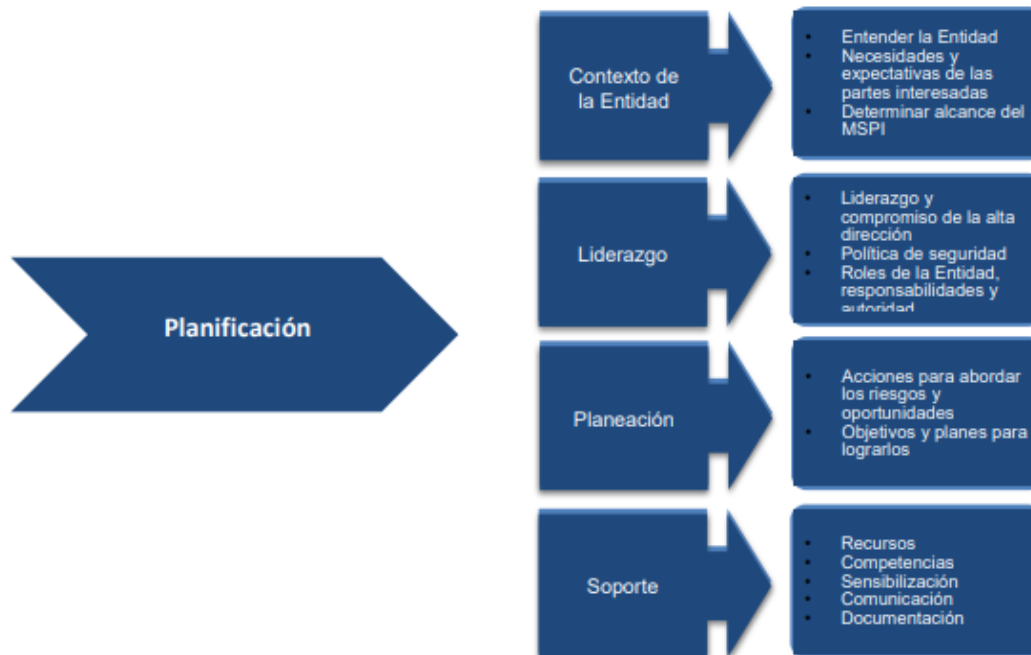 Planificación
Contexto de
la Entidad
• Entender la Entidad
• Necesidades y
expectativas de las
partes interesadas
• Determinar alcance del
MSPI
Liderazgo
• Liderazgo y
compromiso de la alta
dirección
• Política de seguridad
• Roles de la Entidad,
responsabilidades y
autoridad
Planeación
• Acciones para abordar
los riesgos y
oportunidades
• Objetivos y planes para
lograrlos
Soporte
• Recursos
• Competencias
• Sensibilización
• Comunicación
• Documentación